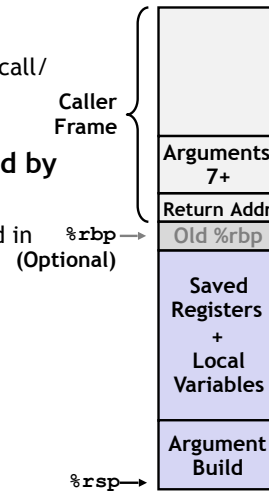 call/
Caller
Frame
d by
Arguments
7+
Return Addr
d in
%rbp
(Optional)
Old %rbp
Saved
Registers
+
Local
Variables
Argument
Build
%rsp